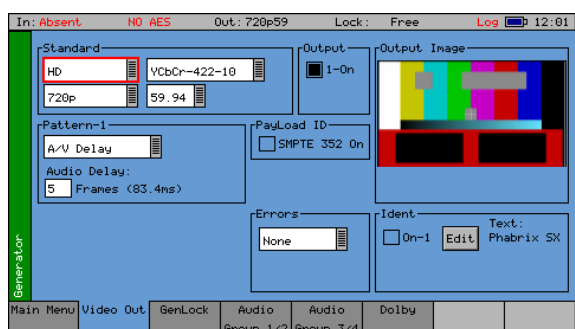 In: Absent NO AES Out: 720p59 Lock: Free Log 12:01
Standard
HD YCbCr-422-10
720p 59.94
Output
1-On
Output Image
Pattern-1
A/V Delay
Audio Delay:
5 Frames (83.4ms)
PayLoad ID
SMPTE 352 On
Errors
None
Ident
On-1 Edit Text: Phabrix SX
Generator
Main Menu Video Out GenLock Audio Group 1/2 Audio Group 3/4 Dolby